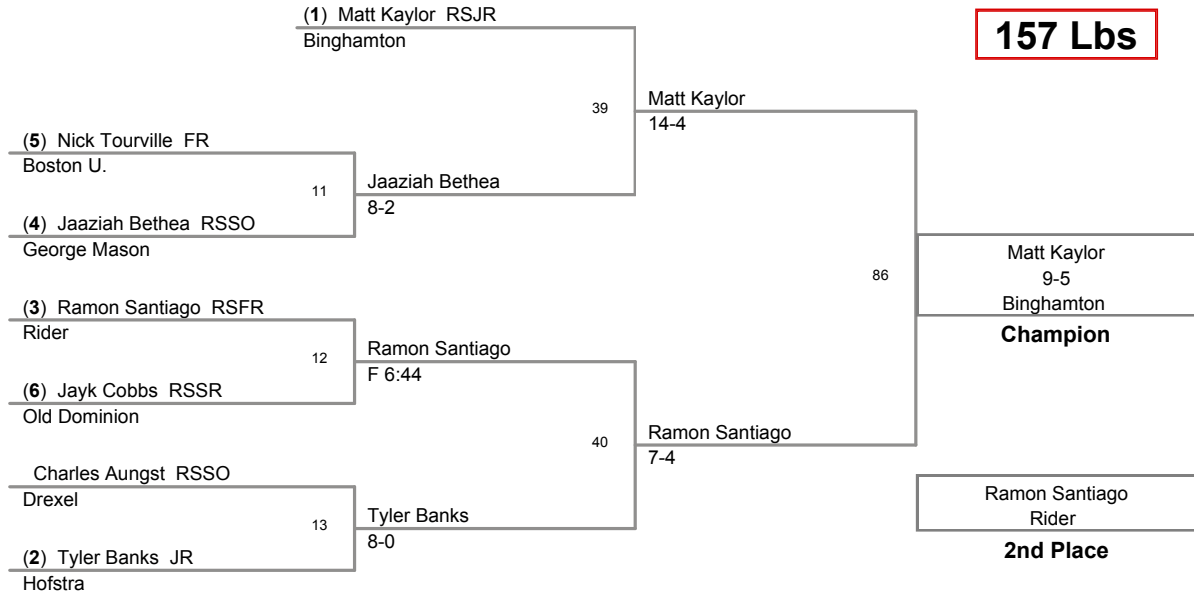 (1) Matt Kaylor RSJR
Binghamton
157 Lbs
39
Matt Kaylor
14-4
(5) Nick Tourville FR
Boston U.
11
Jaaziah Bethea
8-2
(4) Jaaziah Bethea RSSO
George Mason
86
Matt Kaylor
9-5
Binghamton
Champion
(3) Ramon Santiago RSFR
Rider
12
Ramon Santiago
F 6:44
(6) Jayk Cobbs RSSR
Old Dominion
40
Ramon Santiago
7-4
Charles Aungst RSSO
Drexel
13
Tyler Banks
8-0
(2) Tyler Banks JR
Hofstra
Ramon Santiago
Rider
2nd Place